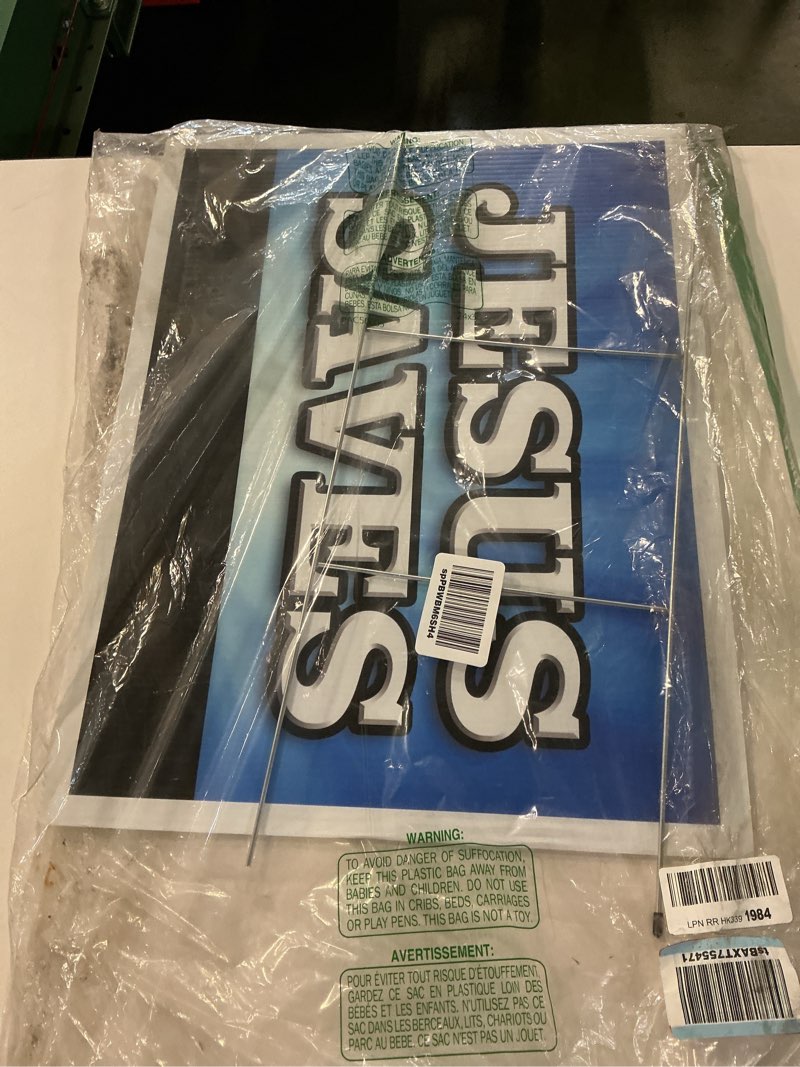 JESUS
SAVES
spPBWBM6SH4
WARNING:
TO AVOID DANGER OF SUFFOCATION,
KEEP THIS PLASTIC BAG AWAY FROM
BABIES AND CHILDREN. DO NOT USE
THIS BAG IN CRIBS, BEDS, CARRIAGES
OR PLAY PENS. THIS BAG IS NOT A TOY.
AVERTISSEMENT:
POUR ÉVITER TOUT RISQUE D'ÉTOUFFEMENT,
GARDEZ CE SAC EN PLASTIQUE LOIN DES
BÉBÉS ET LES ENFANTS. N'UTILISEZ PAS CE
SAC DANS LES BERCEAUX, LITS, CHARIOTS OU
PARC AU BEBE. CE SAC N'EST PAS UN JOUET.
LPN RR HK339 1984
tsBAXT755471